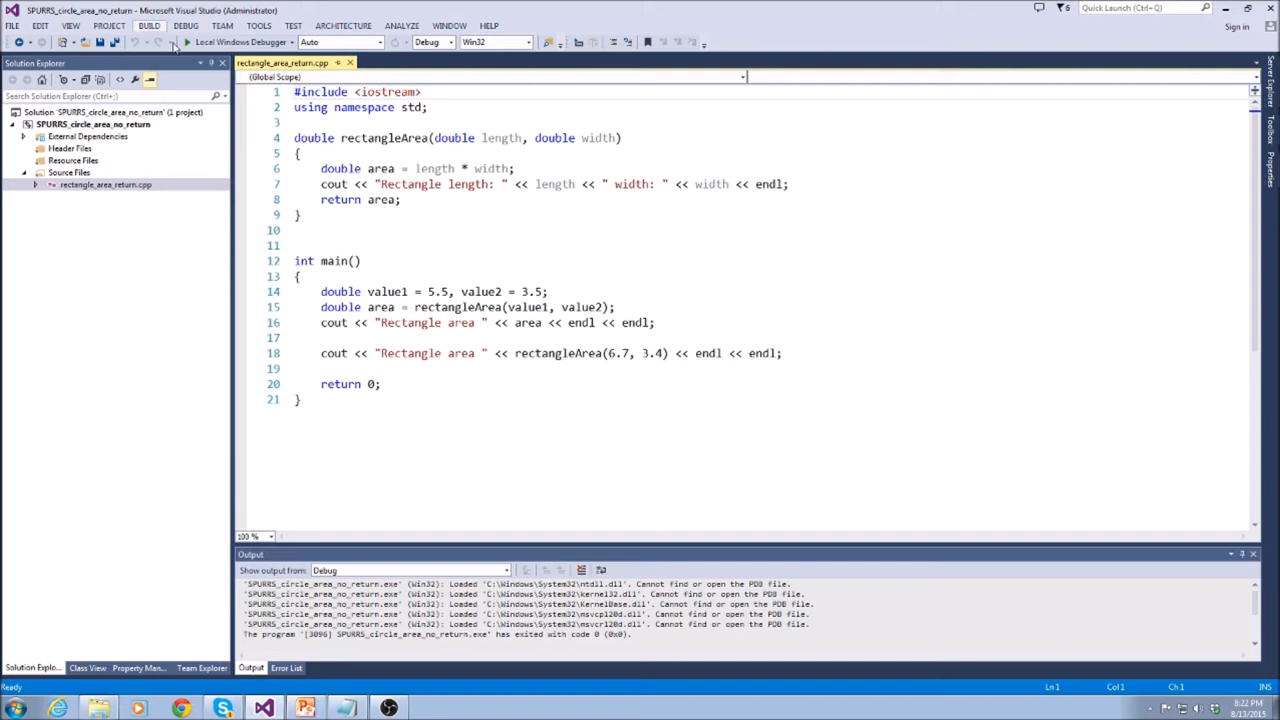 SPURRS_circle_area_no_return - Microsoft Visual Studio (Administrator)
6
Quick Launch (Ctrl+Q)
FILE EDIT VIEW PROJECT BUILD DEBUG TEAM TOOLS TEST ARCHITECTURE ANALYZE WINDOW HELP
Sign in
Local Windows Debugger Auto Debug Win32
Solution Explorer
Search Solution Explorer (Ctrl+;)
Solution 'SPURRS_circle_area_no_return' (1 project)
SPURRS_circle_area_no_return
External Dependencies
Header Files
Resource Files
Source Files
rectangle_area_return.cpp
Solution Explo... Class View Property Man... Team Explorer
rectangle_area_return.cpp
(Global Scope)
1 #include <iostream>
2 using namespace std;
3
4 double rectangleArea(double length, double width)
5 {
6 double area = length * width;
7 cout << "Rectangle length: " << length << " width: " << width << endl;
8 return area;
9 }
10
11
12 int main()
13 {
14 double value1 = 5.5, value2 = 3.5;
15 double area = rectangleArea(value1, value2);
16 cout << "Rectangle area " << area << endl << endl;
17
18 cout << "Rectangle area " << rectangleArea(6.7, 3.4) << endl << endl;
19
20 return 0;
21 }
100 %
Output
Show output from: Debug
'SPURRS_circle_area_no_return.exe' (Win32): Loaded 'C:\Windows\System32\ntdll.dll'. Cannot find or open the PDB file.
'SPURRS_circle_area_no_return.exe' (Win32): Loaded 'C:\Windows\System32\kernel32.dll'. Cannot find or open the PDB file.
'SPURRS_circle_area_no_return.exe' (Win32): Loaded 'C:\Windows\System32\KernelBase.dll'. Cannot find or open the PDB file.
'SPURRS_circle_area_no_return.exe' (Win32): Loaded 'C:\Windows\System32\msvcp120d.dll'. Cannot find or open the PDB file.
'SPURRS_circle_area_no_return.exe' (Win32): Loaded 'C:\Windows\System32\msvcr120d.dll'. Cannot find or open the PDB file.
The program '[3096] SPURRS_circle_area_no_return.exe' has exited with code 0 (0x0).
Output Error List
Server Explorer
Toolbox
Properties
Ready Ln 1 Col 1 Ch 1 INS
8:22 PM
8/13/2015